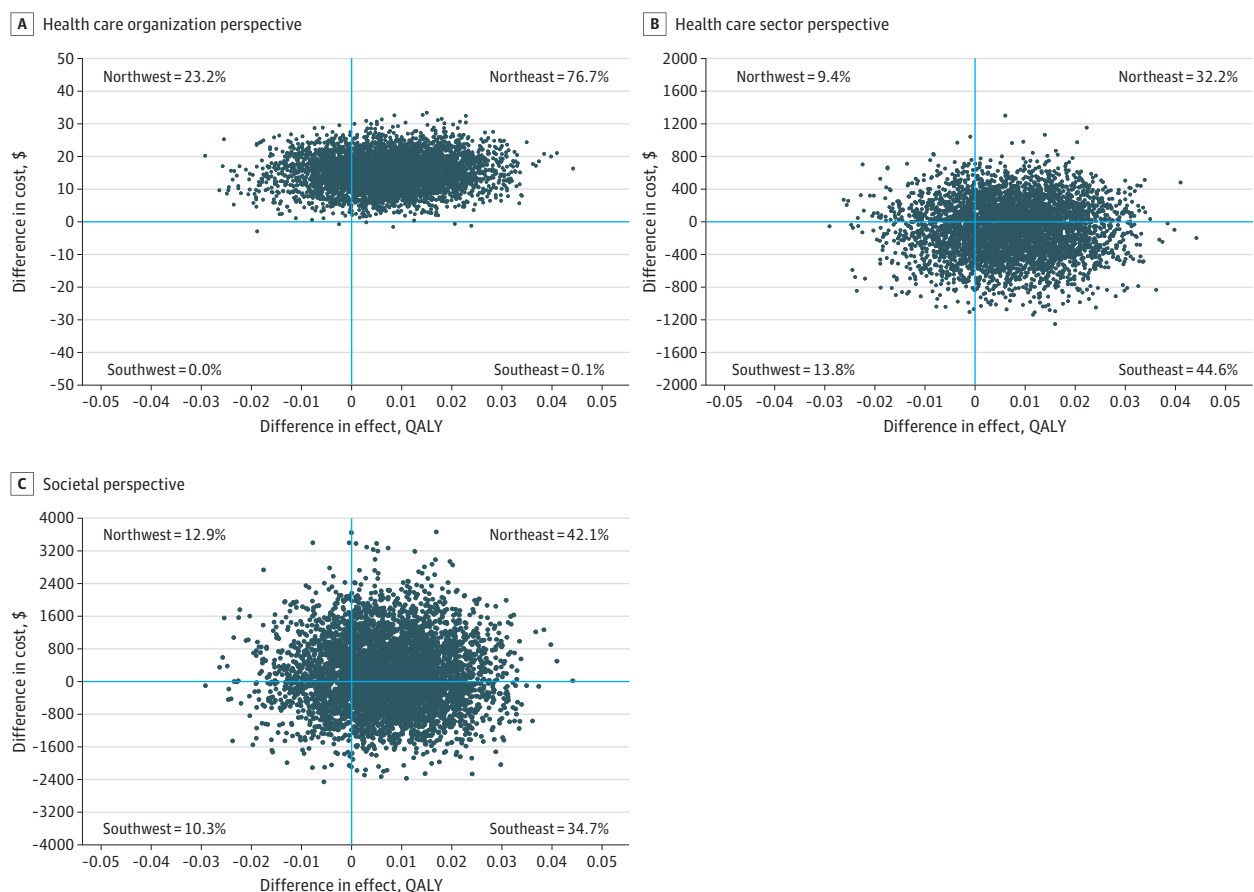 A Health care organization perspective
50
40
30
20
10
0
-10
-20
-30
-40
-50
Difference in cost, $
Northwest = 23.2%
Northeast = 76.7%
Southwest = 0.0%
Southeast = 0.1%
-0.05 -0.04 -0.03 -0.02 -0.01 0 0.01 0.02 0.03 0.04 0.05
Difference in effect, QALY
B Health care sector perspective
2000
1600
1200
800
400
0
-400
-800
-1200
-1600
-2000
Difference in cost, $
Northwest = 9.4%
Northeast = 32.2%
Southwest = 13.8%
Southeast = 44.6%
-0.05 -0.04 -0.03 -0.02 -0.01 0 0.01 0.02 0.03 0.04 0.05
Difference in effect, QALY
C Societal perspective
4000
3200
2400
1600
800
0
-800
-1600
-2400
-3200
-4000
Difference in cost, $
Northwest = 12.9%
Northeast = 42.1%
Southwest = 10.3%
Southeast = 34.7%
-0.05 -0.04 -0.03 -0.02 -0.01 0 0.01 0.02 0.03 0.04 0.05
Difference in effect, QALY